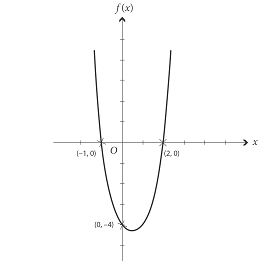 f(x)
x
O
(−1, 0)
(2, 0)
(0, −4)